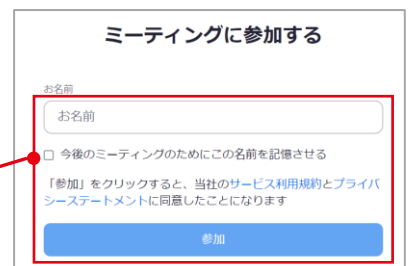 ミーティングに参加する
お名前
お名前
今後のミーティングのためにこの名前を記憶させる
「参加」をクリックすると、当社のサービス利用規約とプライバ
シーステートメントに同意したことになります
参加